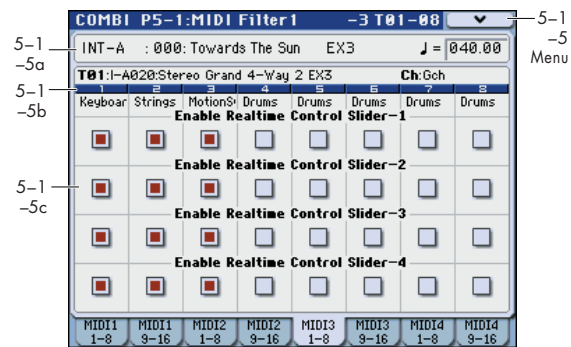 COMBI P5-1:MIDI Filter1 -3 T01-08
5-1
-5
Menu
5-1
-5a
INT-A : 000: Towards The Sun EX3 ♩ = 040.00
T01:I-A020:Stereo Grand 4-Way 2 EX3 Ch:Gch
5-1
-5b
1 2 3 4 5 6 7 8
Keyboar Strings MotionS Drums Drums Drums Drums Drums
Enable Realtime Control Slider-1
Enable Realtime Control Slider-2
5-1
-5c
Enable Realtime Control Slider-3
Enable Realtime Control Slider-4
MIDI1 MIDI1 MIDI2 MIDI2 MIDI3 MIDI3 MIDI4 MIDI4
1-8 9-16 1-8 9-16 1-8 9-16 1-8 9-16